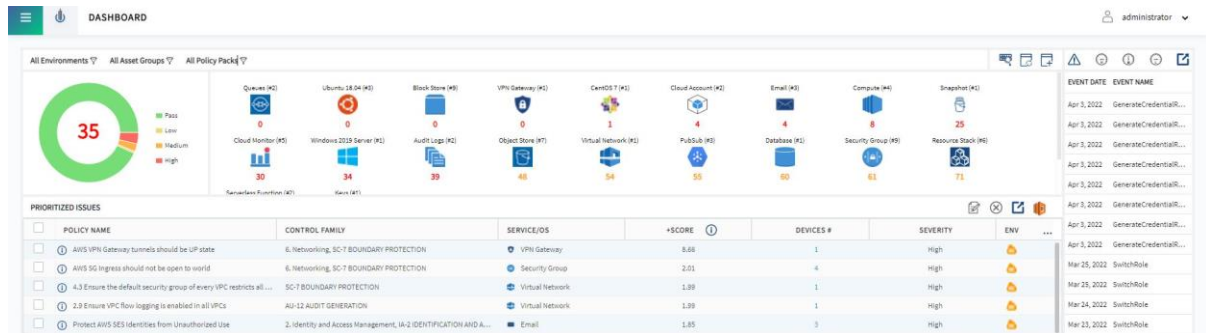 DASHBOARD
administrator
All Environments All Asset Groups All Policy Packs
35
Pass
Low
Medium
High
Queues (#2) Ubuntu 18.04 (#3) Block Store (#9) VPN Gateway (#1) CentOS 7 (#1) Cloud Account (#2) Email (#3) Compute (#4) Snapshot (#1)
0 0 0 0 1 4 4 8 25
Cloud Monitor (#5) Windows 2019 Server (#1) Audit Logs (#2) Object Store (#7) Virtual Network (#1) PubSub (#3) Database (#1) Security Group (#9) Resource Stack (#6)
30 34 39 48 54 55 60 61 71
Serverless Function (#2) Keys (#1)
PRIORITIZED ISSUES
POLICY NAME CONTROL FAMILY SERVICE/OS +SCORE DEVICES # SEVERITY ENV ...
AWS VPN Gateway tunnels should be UP state 6. Networking, SC-7 BOUNDARY PROTECTION VPN Gateway 8.68 1 High
AWS SG Ingress should not be open to world 6. Networking, SC-7 BOUNDARY PROTECTION Security Group 2.01 4 High
4.3 Ensure the default security group of every VPC restricts all ... SC-7 BOUNDARY PROTECTION Virtual Network 1.99 1 High
2.9 Ensure VPC flow logging is enabled in all VPCs AU-12 AUDIT GENERATION Virtual Network 1.99 1 High
Protect AWS SES Identities from Unauthorized Use 2. Identity and Access Management, IA-2 IDENTIFICATION AND A... Email 1.85 3 High
EVENT DATE EVENT NAME
Apr 3, 2022 GenerateCredentialR...
Apr 3, 2022 GenerateCredentialR...
Apr 3, 2022 GenerateCredentialR...
Apr 3, 2022 GenerateCredentialR...
Apr 3, 2022 GenerateCredentialR...
Apr 3, 2022 GenerateCredentialR...
Apr 3, 2022 GenerateCredentialR...
Apr 3, 2022 GenerateCredentialR...
Mar 25, 2022 SwitchRole
Mar 25, 2022 SwitchRole
Mar 24, 2022 SwitchRole
Mar 23, 2022 SwitchRole